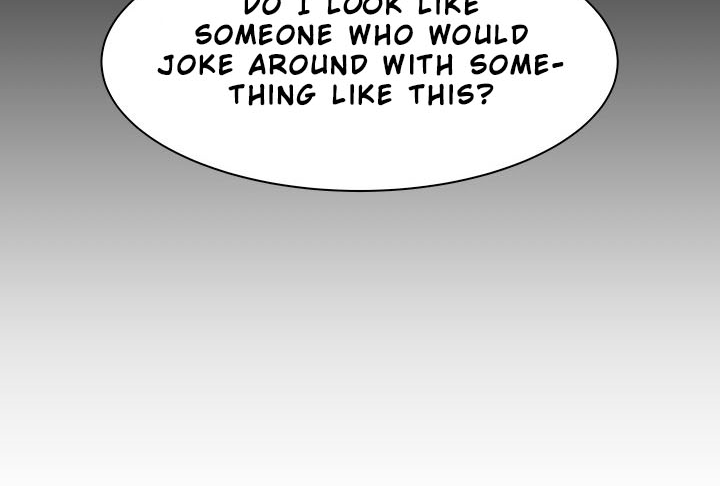 DO I LOOK LIKE
SOMEONE WHO WOULD
JOKE AROUND WITH SOME-
THING LIKE THIS?